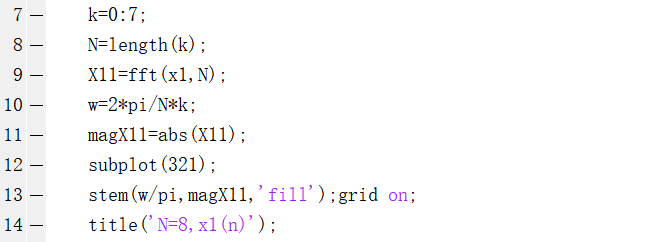 7 — k=0:7;
8 — N=length(k);
9 — X11=fft(x1,N);
10 — w=2*pi/N*k;
11 — magX11=abs(X11);
12 — subplot(321);
13 — stem(w/pi,magX11,'fill');grid on;
14 — title('N=8,x1(n)');